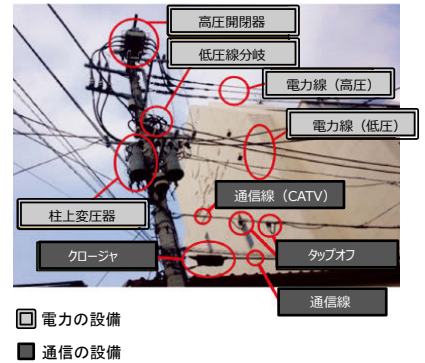 高圧開閉器
低圧線分岐
電力線（高圧）
電力線（低圧）
通信線（CATV）
柱上変圧器
クロージャ
タップオフ
通信線
電力の設備
通信の設備